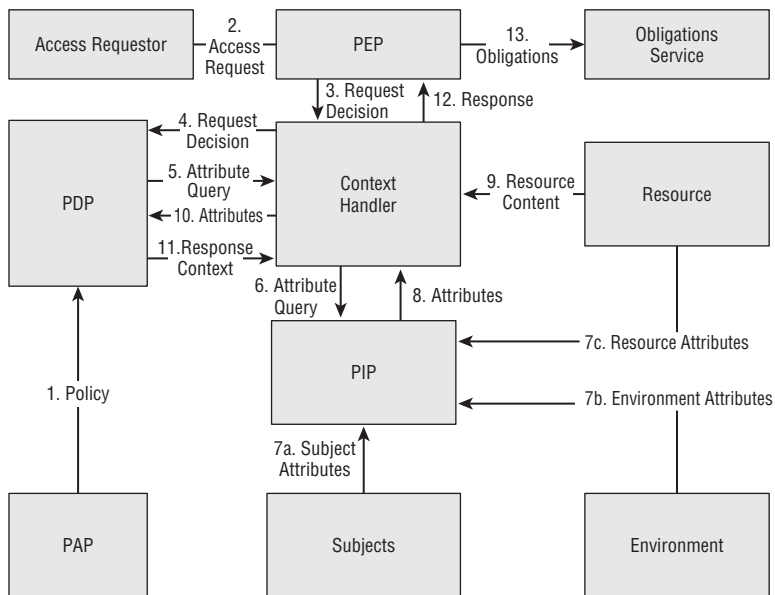 Access Requestor
2.
Access
Request
PEP
13.
Obligations
Obligations
Service
3. Request
Decision
12. Response
4. Request
Decision
5. Attribute
Query
10. Attributes
11.Response
Context
PDP
Context
Handler
9. Resource
Content
Resource
6. Attribute
Query
8. Attributes
PIP
7c. Resource Attributes
7b. Environment Attributes
1. Policy
7a. Subject
Attributes
PAP
Subjects
Environment